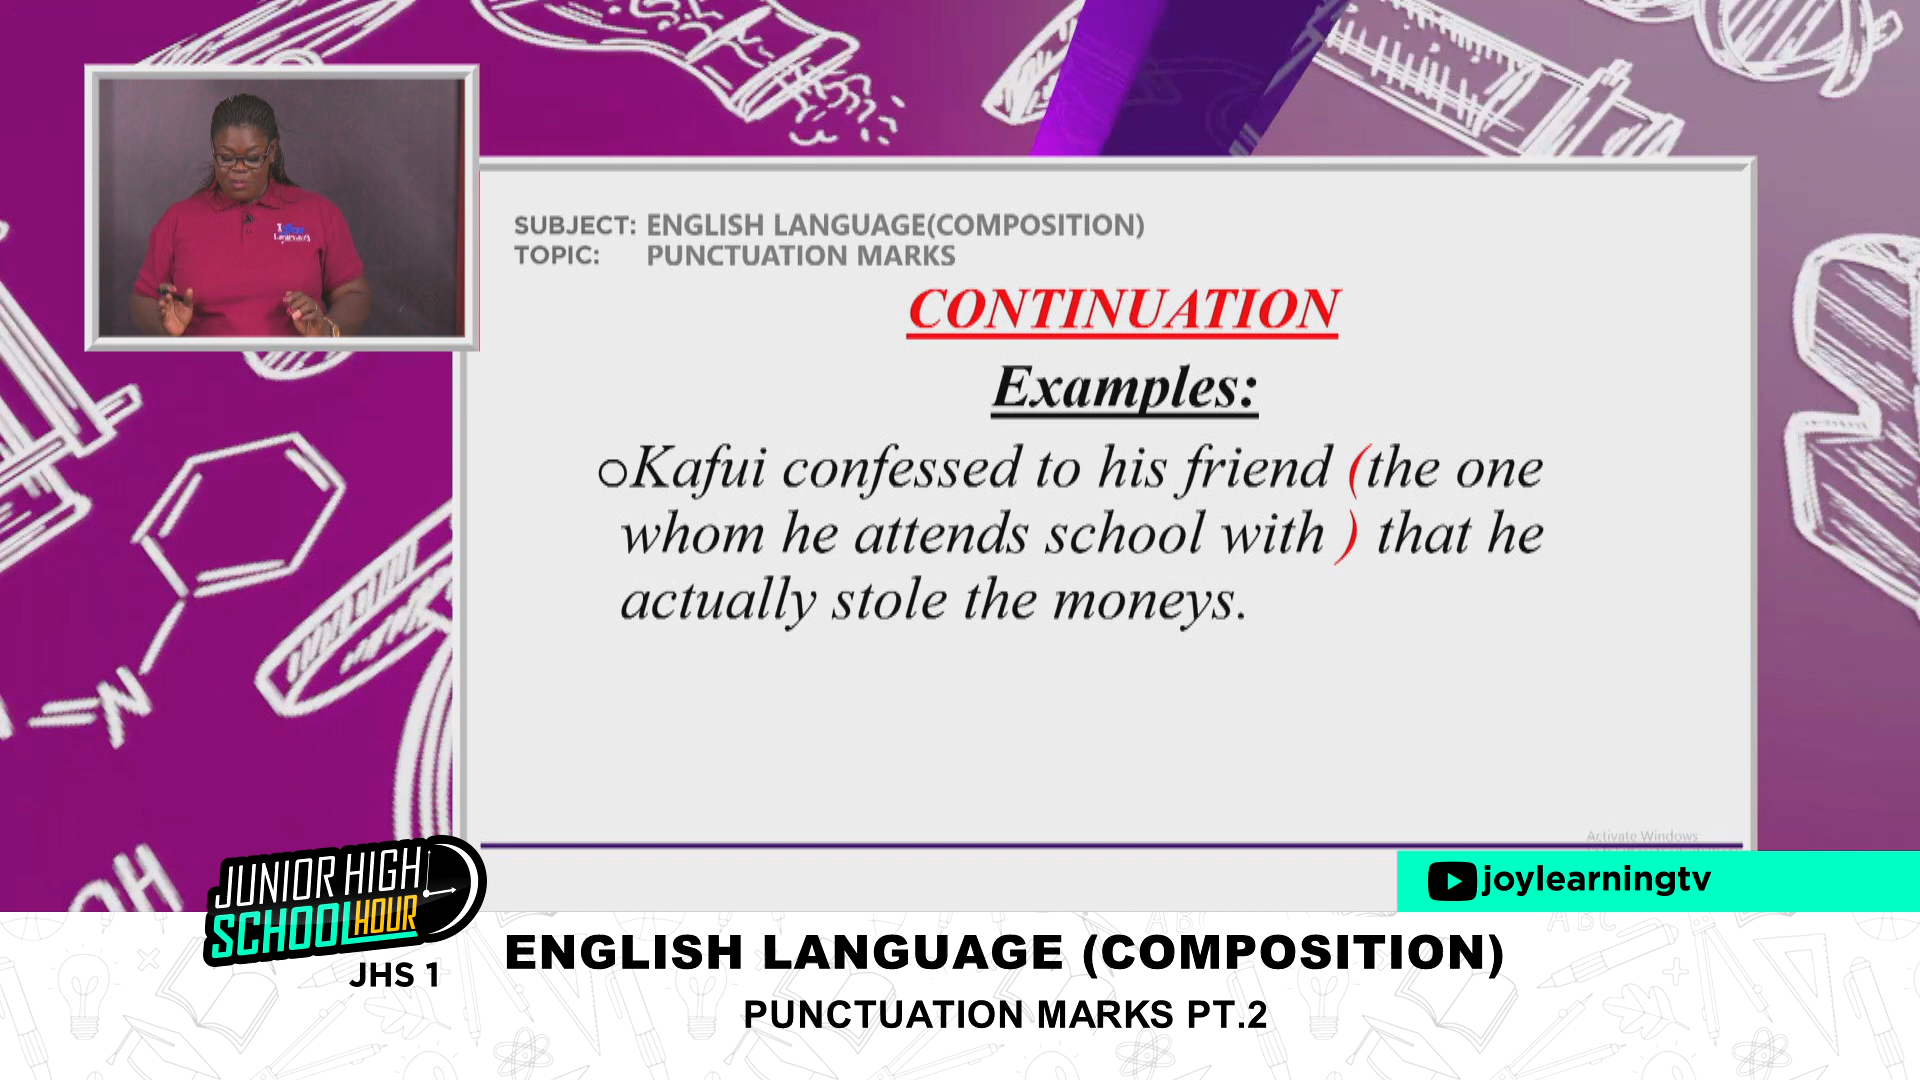 SUBJECT: ENGLISH LANGUAGE(COMPOSITION)
TOPIC: PUNCTUATION MARKS
CONTINUATION
Examples:
oKafui confessed to his friend (the one
whom he attends school with ) that he
actually stole the moneys.
Activate Windows
joylearningtv
JUNIOR HIGH
SCHOOL HOUR
JHS 1
ENGLISH LANGUAGE (COMPOSITION)
PUNCTUATION MARKS PT.2